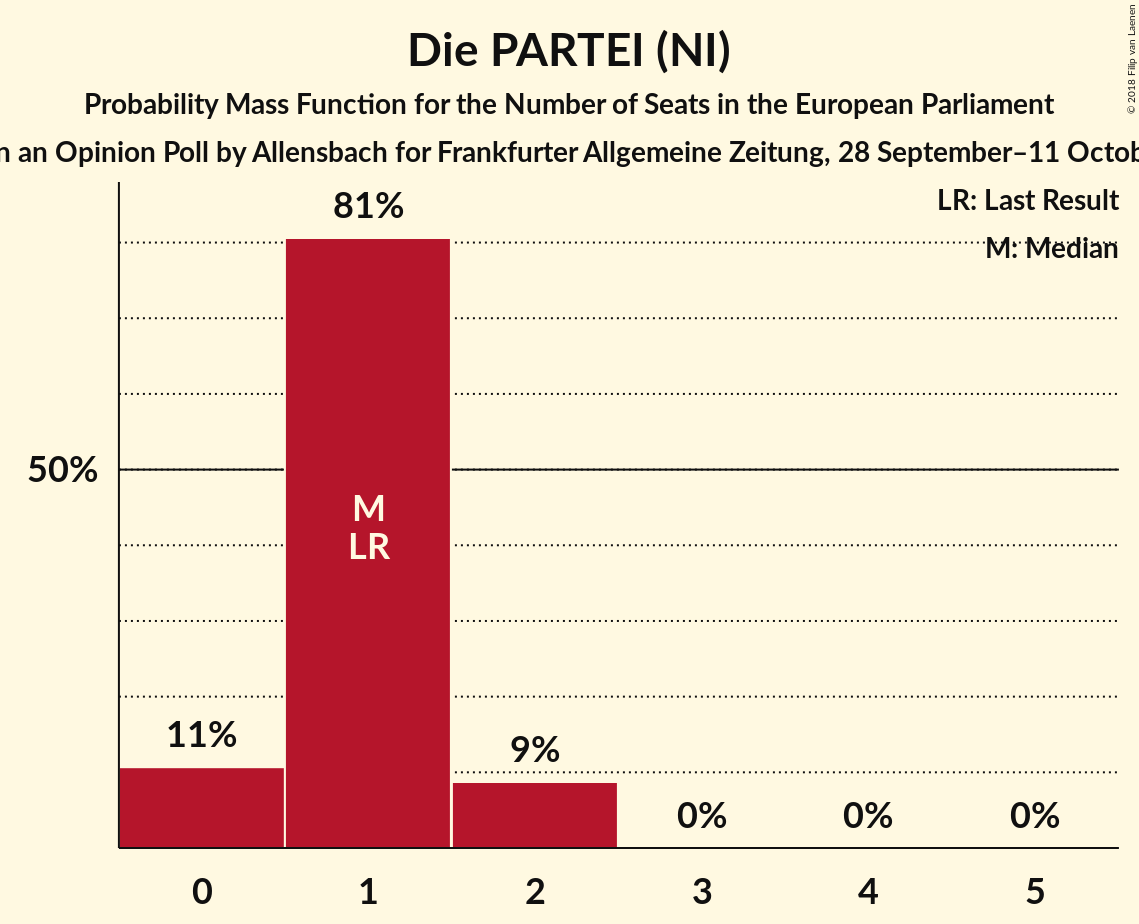 Die PARTEI (NI)
Probability Mass Function for the Number of Seats in the European Parliament
an Opinion Poll by Allensbach for Frankfurter Allgemeine Zeitung, 28 September–11
© 2018 Filip van Laenen
LR: Last Result
M: Median
81%
50%
M
LR
11%
9%
0%
0%
0%
0
1
2
3
4
5